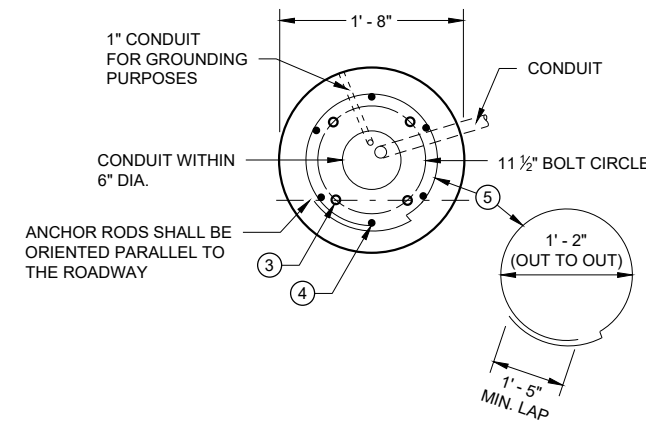 1' - 8"
1" CONDUIT
FOR GROUNDING
PURPOSES
CONDUIT
CONDUIT WITHIN
6" DIA.
11 ½" BOLT CIRCLE
5
ANCHOR RODS SHALL BE
ORIENTED PARALLEL TO
THE ROADWAY
3
4
1' - 2"
(OUT TO OUT)
1' - 5"
MIN. LAP